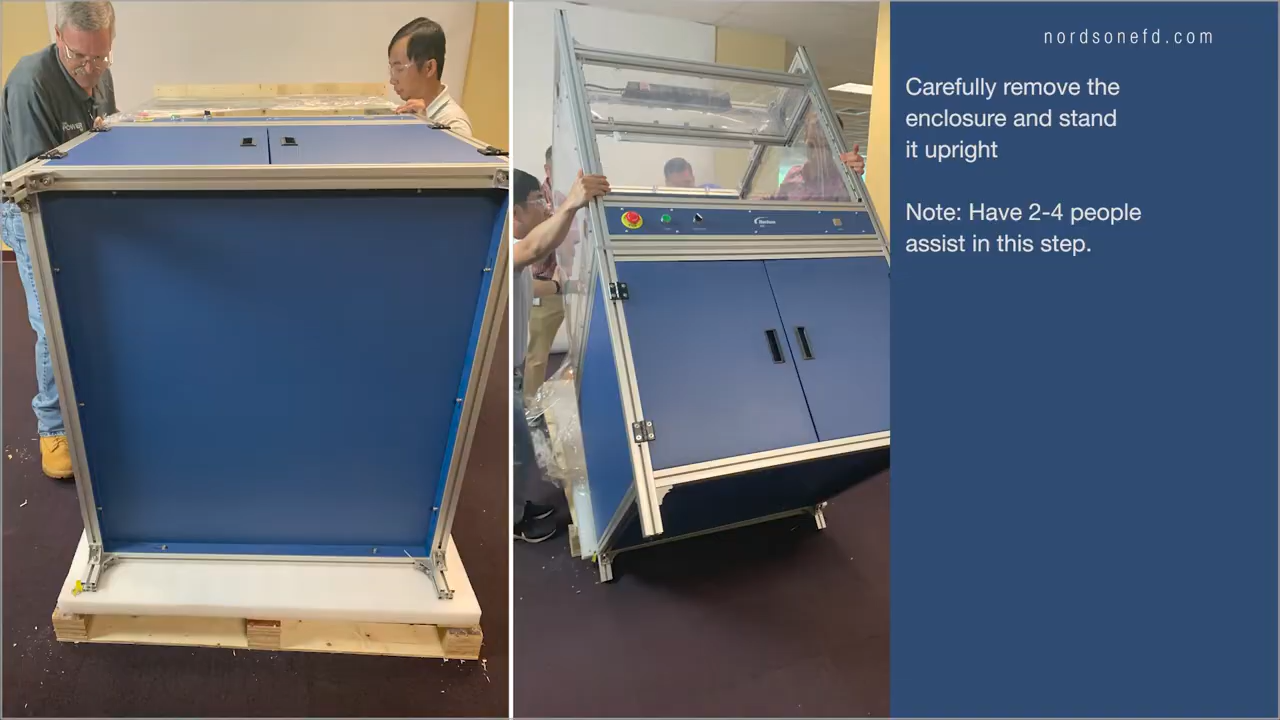 nordsonefd.com
Carefully remove the
enclosure and stand
it upright
Note: Have 2-4 people
assist in this step.
Nordson